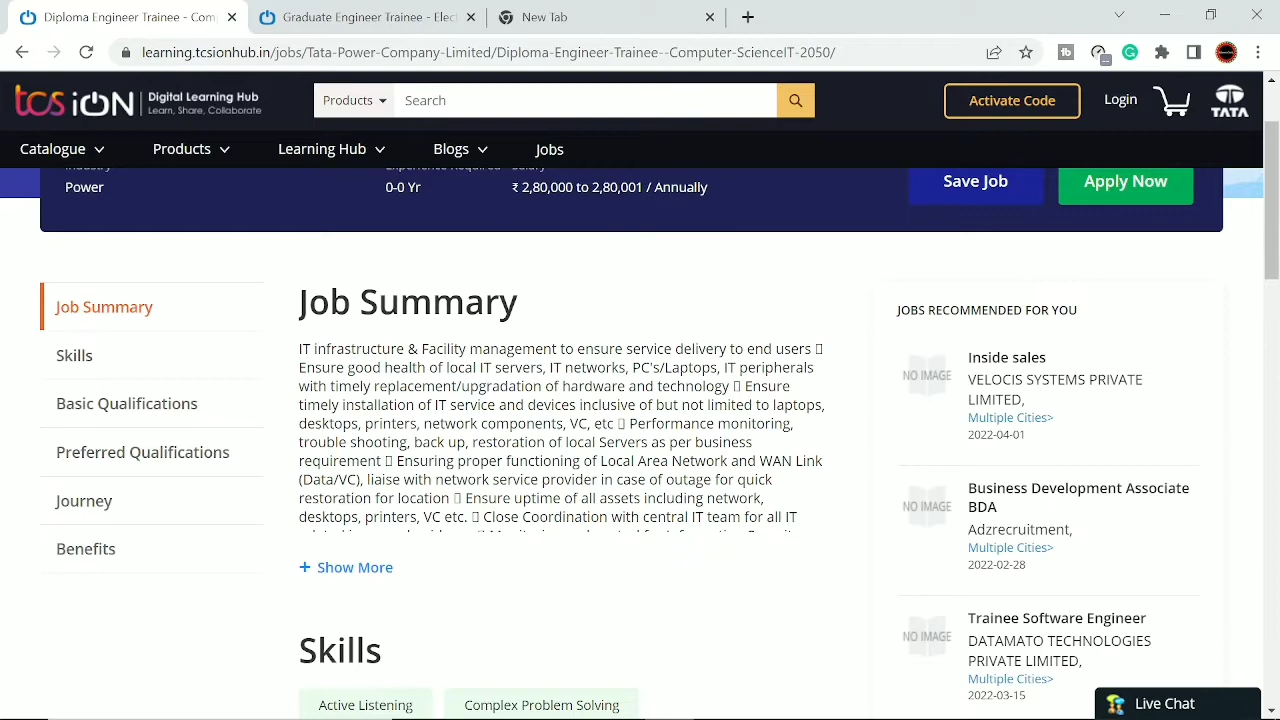 Diploma Engineer Trainee - Com
Graduate Engineer Trainee - Elec
New Tab
learning.tcsionhub.in/jobs/Tata-Power-Company-Limited/Diploma-Engineer-Trainee--Computer-ScienceIT-2050/
tcs iON
Digital Learning Hub
Learn, Share, Collaborate
Products
Search
Activate Code
Login
TATA
Catalogue
Products
Learning Hub
Blogs
Jobs
Industry
Experience Required
Salary
Power
0-0 Yr
₹ 2,80,000 to 2,80,001 / Annually
Save Job
Apply Now
Job Summary
Skills
Basic Qualifications
Preferred Qualifications
Journey
Benefits
Job Summary
IT infrastructure & Facility management to ensure service delivery to end users 
Ensure good health of local IT servers, IT networks, PC's/Laptops, IT peripherals
with timely replacement/upgradation of hardware and technology  Ensure
timely installation of IT service and devices inclusive of but not limited to laptops,
desktops, printers, network components, VC, etc  Performance monitoring,
trouble shooting, back up, restoration of local Servers as per business
requirement  Ensuring proper functioning of Local Area Network and WAN Link
(Data/VC), liaise with network service provider in case of outage for quick
restoration for location  Ensure uptime of all assets including network,
desktops, printers, VC etc.  Close Coordination with central IT team for all IT
+ Show More
Skills
Active Listening
Complex Problem Solving
JOBS RECOMMENDED FOR YOU
NO IMAGE
Inside sales
VELOCIS SYSTEMS PRIVATE
LIMITED,
Multiple Cities>
2022-04-01
NO IMAGE
Business Development Associate
BDA
Adzrecruitment,
Multiple Cities>
2022-02-28
NO IMAGE
Trainee Software Engineer
DATAMATO TECHNOLOGIES
PRIVATE LIMITED,
Multiple Cities>
2022-03-15
Live Chat